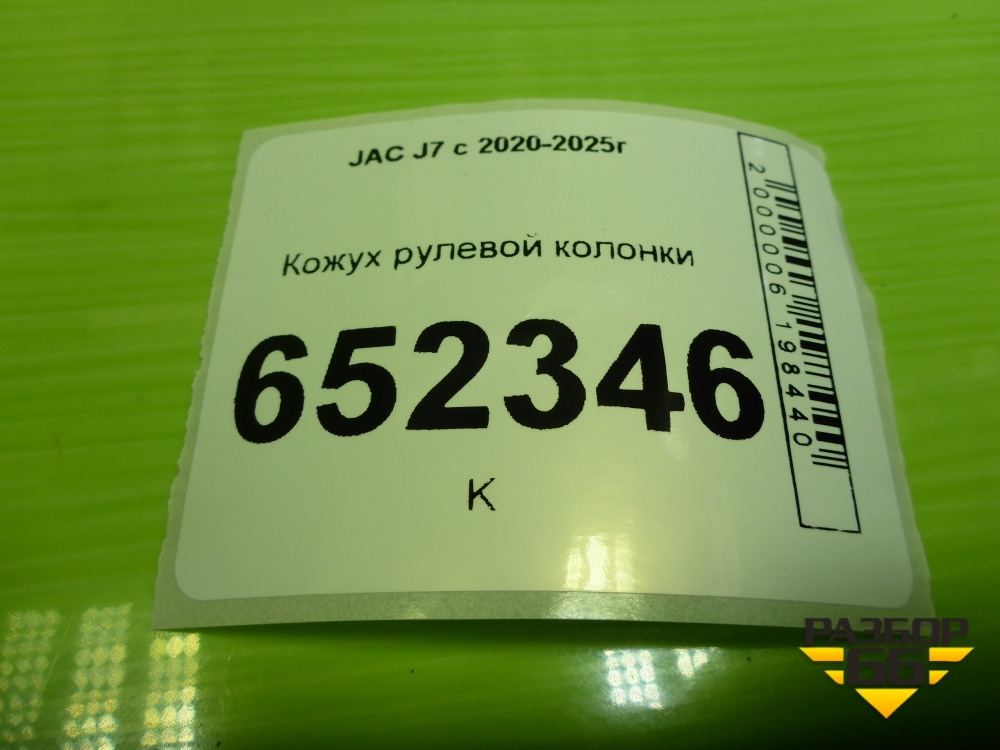 JAC J7 с 2020-2025г
Кожух рулевой колонки
652346
К
2000006198440
РАЗБОР
66